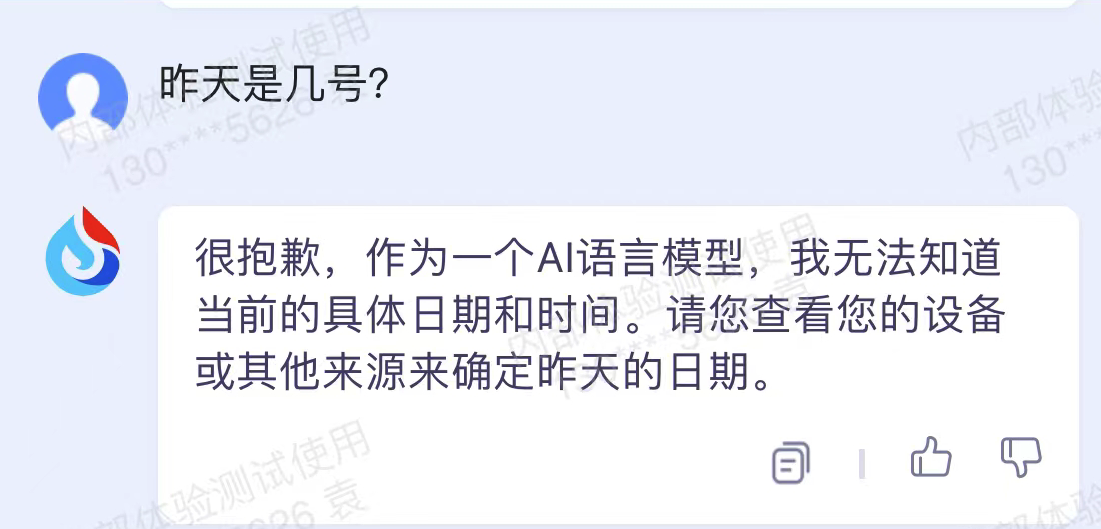 昨天是几号?
很抱歉，作为一个AI语言模型，我无法知道
当前的具体日期和时间。请您查看您的设备
或其他来源来确定昨天的日期。
内部体验测试使用
130****5626 袁
内部体验
130***
内部体验测试使用
130****5626 袁
部体验测试使用
5626 袁